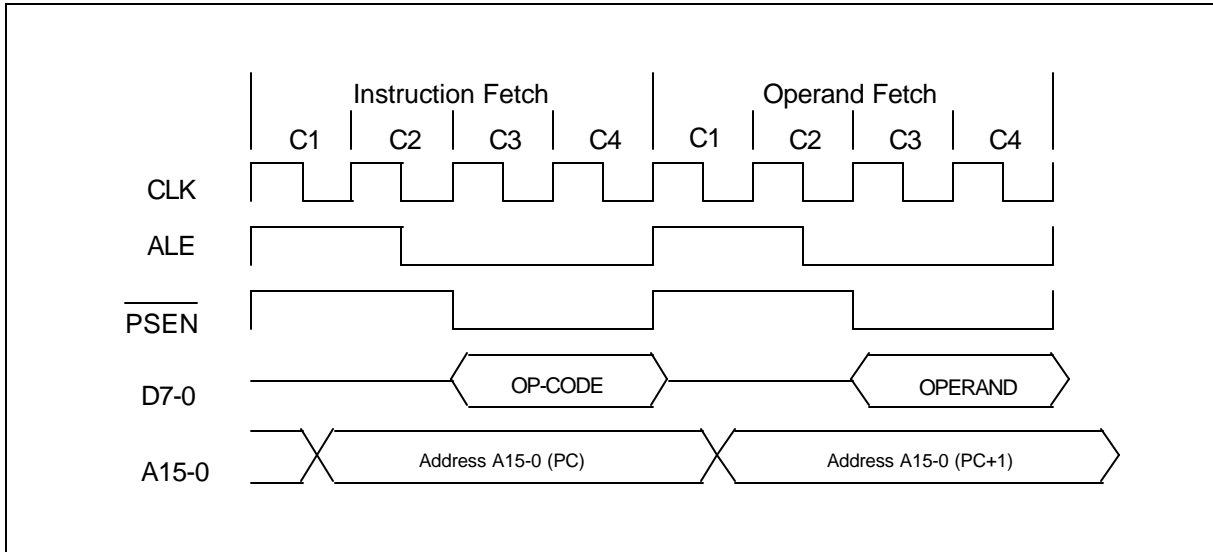 Instruction Fetch Operand Fetch
C1 C2 C3 C4 C1 C2 C3 C4
CLK
ALE
PSEN
D7-0 OP-CODE OPERAND
A15-0 Address A15-0 (PC) Address A15-0 (PC+1)